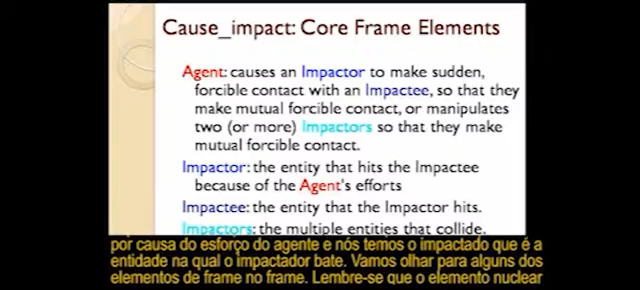 Cause_impact: Core Frame Elements
Agent: causes an Impactor to make sudden,
forcible contact with an Impactee, so that they
make mutual forcible contact, or manipulates
two (or more) Impactors so that they make
mutual forcible contact.
Impactor: the entity that hits the Impactee
because of the Agent's efforts
Impactee: the entity that the Impactor hits.
Impactors: the multiple entities that collide.
por causa do esforço do agente e nós temos o impactado que é a
entidade na qual o impactador bate. Vamos olhar para alguns dos
elementos de frame no frame. Lembre-se que o elemento nuclear